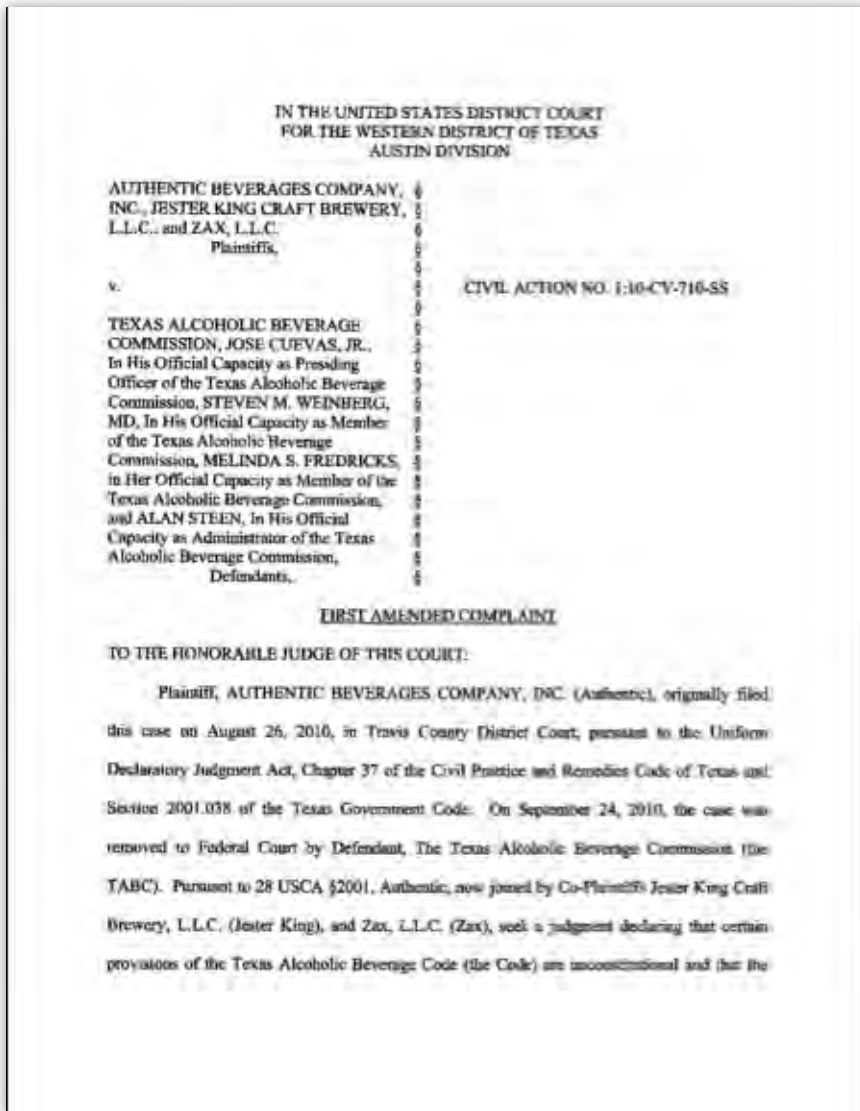 IN THE UNITED STATES DISTRICT COURT
FOR THE WESTERN DISTRICT OF TEXAS
AUSTIN DIVISION
AUTHENTIC BEVERAGES COMPANY, §
INC., JESTER KING CRAFT BREWERY, §
L.L.C., and ZAX, L.L.C. §
Plaintiffs, §
§
v. § CIVIL ACTION NO. 1:10-CV-710-SS
§
TEXAS ALCOHOLIC BEVERAGE §
COMMISSION, JOSE CUEVAS, JR., §
In His Official Capacity as Presiding §
Officer of the Texas Alcoholic Beverage §
Commission, STEVEN M. WEINBERG, §
MD, In His Official Capacity as Member §
of the Texas Alcoholic Beverage §
Commission, MELINDA S. FREDRICKS, §
in Her Official Capacity as Member of the §
Texas Alcoholic Beverage Commission, §
and ALAN STEEN, In His Official §
Capacity as Administrator of the Texas §
Alcoholic Beverage Commission, §
Defendants. §
FIRST AMENDED COMPLAINT
TO THE HONORABLE JUDGE OF THIS COURT:
Plaintiff, AUTHENTIC BEVERAGES COMPANY, INC. (Authentic), originally filed
this case on August 26, 2010, in Travis County District Court, pursuant to the Uniform
Declaratory Judgment Act, Chapter 37 of the Civil Practice and Remedies Code of Texas and
Section 2001.038 of the Texas Government Code. On September 24, 2010, the case was
removed to Federal Court by Defendant, The Texas Alcoholic Beverage Commission (the
TABC). Pursuant to 28 USCA §2001, Authentic, now joined by Co-Plaintiffs Jester King Craft
Brewery, L.L.C. (Jester King), and Zax, L.L.C. (Zax), seek a judgment declaring that certain
provisions of the Texas Alcoholic Beverage Code (the Code) are unconstitutional and that the